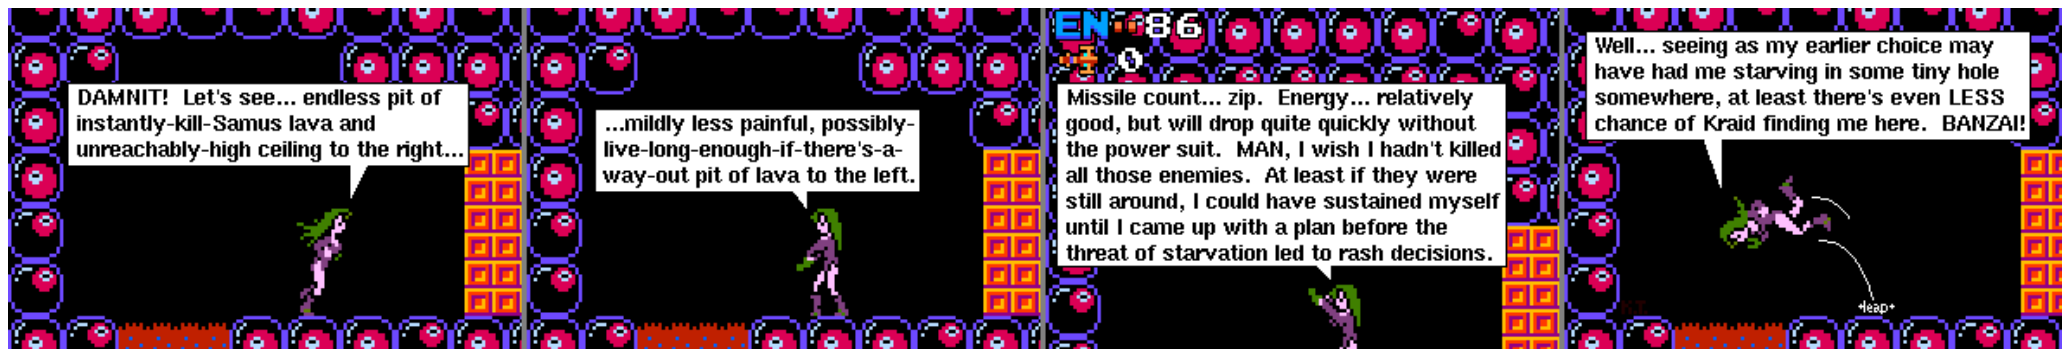 DAMNIT! Let's see... endless pit of
instantly-kill-Samus lava and
unreachably-high ceiling to the right...
...mildly less painful, possibly-
live-long-enough-if-there's-a-
way-out pit of lava to the left.
EN 86
0
Missile count... zip. Energy... relatively
good, but will drop quite quickly without
the power suit. MAN, I wish I hadn't killed
all those enemies. At least if they were
still around, I could have sustained myself
until I came up with a plan before the
threat of starvation led to rash decisions.
Well... seeing as my earlier choice may
have had me starving in some tiny hole
somewhere, at least there's even LESS
chance of Kraid finding me here. BANZAI!
*leap*